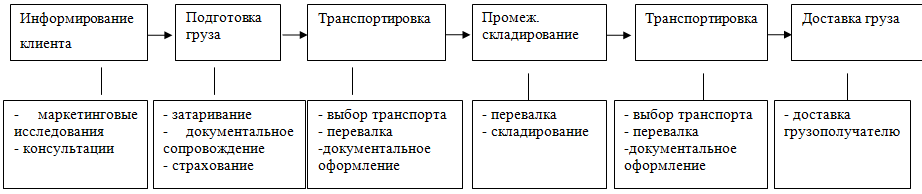 Информирование
клиента
Подготовка
груза
Транспортировка
Промеж.
складирование
Транспортировка
Доставка груза
- маркетинговые
исследования
- консультации
- затаривание
- документальное
сопровождение
- страхование
- выбор транспорта
- перевалка
-документальное
оформление
- перевалка
- складирование
- выбор транспорта
- перевалка
-документальное
оформление
- доставка
грузополучателю